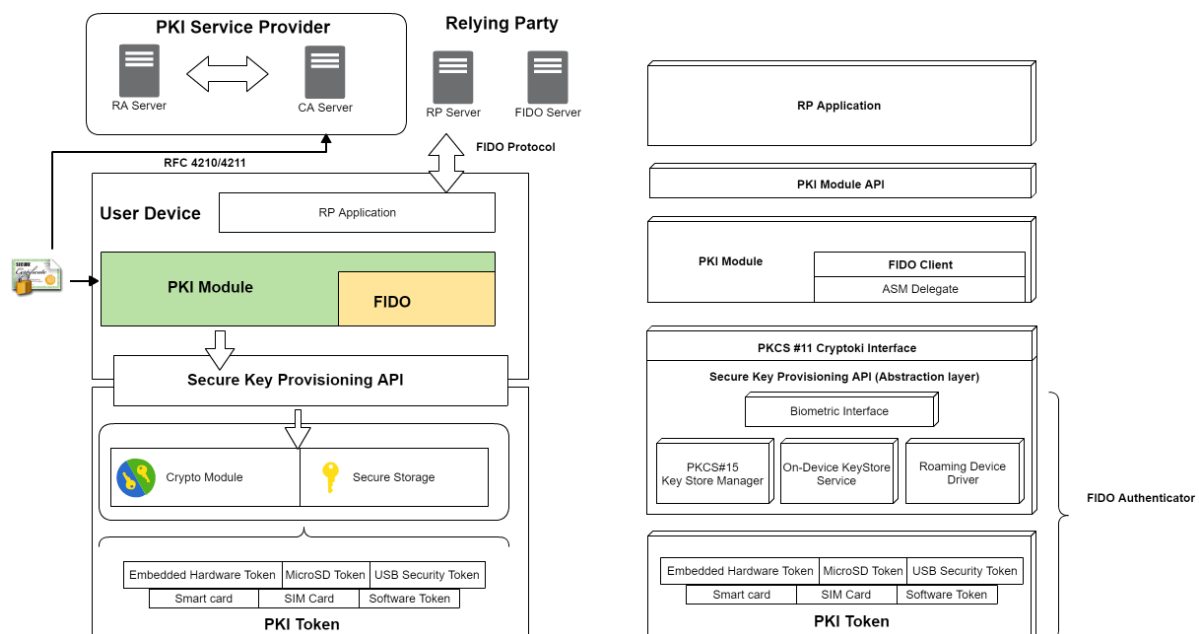 PKI Service Provider
RA Server
CA Server
Relying Party
RP Server
FIDO Server
RFC 4210/4211
FIDO Protocol
User Device
RP Application
SECURE
Certificate
PKI Module
FIDO
Secure Key Provisioning API
Crypto Module
Secure Storage
Embedded Hardware Token
MicroSD Token
USB Security Token
Smart card
SIM Card
Software Token
PKI Token
RP Application
PKI Module API
PKI Module
FIDO Client
ASM Delegate
PKCS #11 Cryptoki Interface
Secure Key Provisioning API (Abstraction layer)
Biometric Interface
PKCS#15
Key Store Manager
On-Device KeyStore
Service
Roaming Device
Driver
FIDO Authenticator
Embedded Hardware Token
MicroSD Token
USB Security Token
Smart card
SIM Card
Software Token
PKI Token